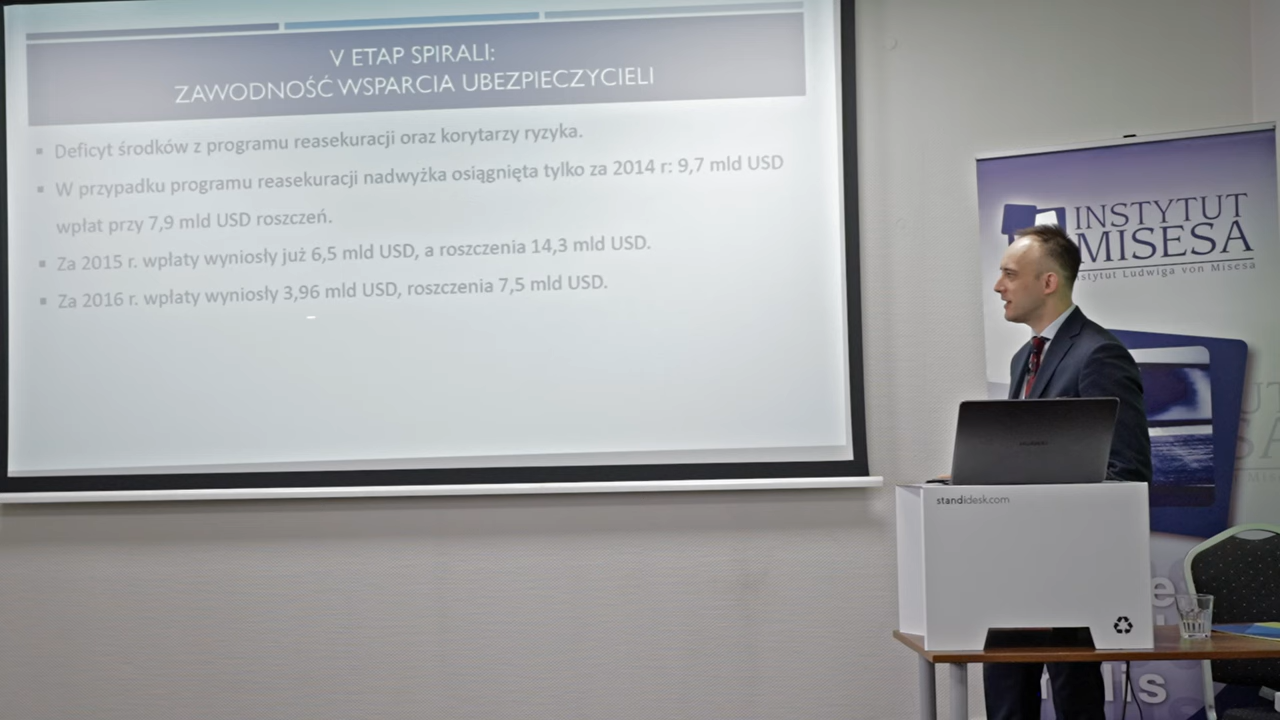 V ETAP SPIRALI:
ZAWODNOŚĆ WSPARCIA UBEZPIECZYCIELI
▪ Deficyt środków z programu reasekuracji oraz korytarzy ryzyka.
▪ W przypadku programu reasekuracji nadwyżka osiągnięta tylko za 2014 r: 9,7 mld USD
wpłat przy 7,9 mld USD roszczeń.
▪ Za 2015 r. wpłaty wyniosły już 6,5 mld USD, a roszczenia 14,3 mld USD.
▪ Za 2016 r. wpłaty wyniosły 3,96 mld USD, roszczenia 7,5 mld USD.
INSTYTUT
MISESA
Instytut Ludwiga von Misesa
HUAWEI
standidesk.com